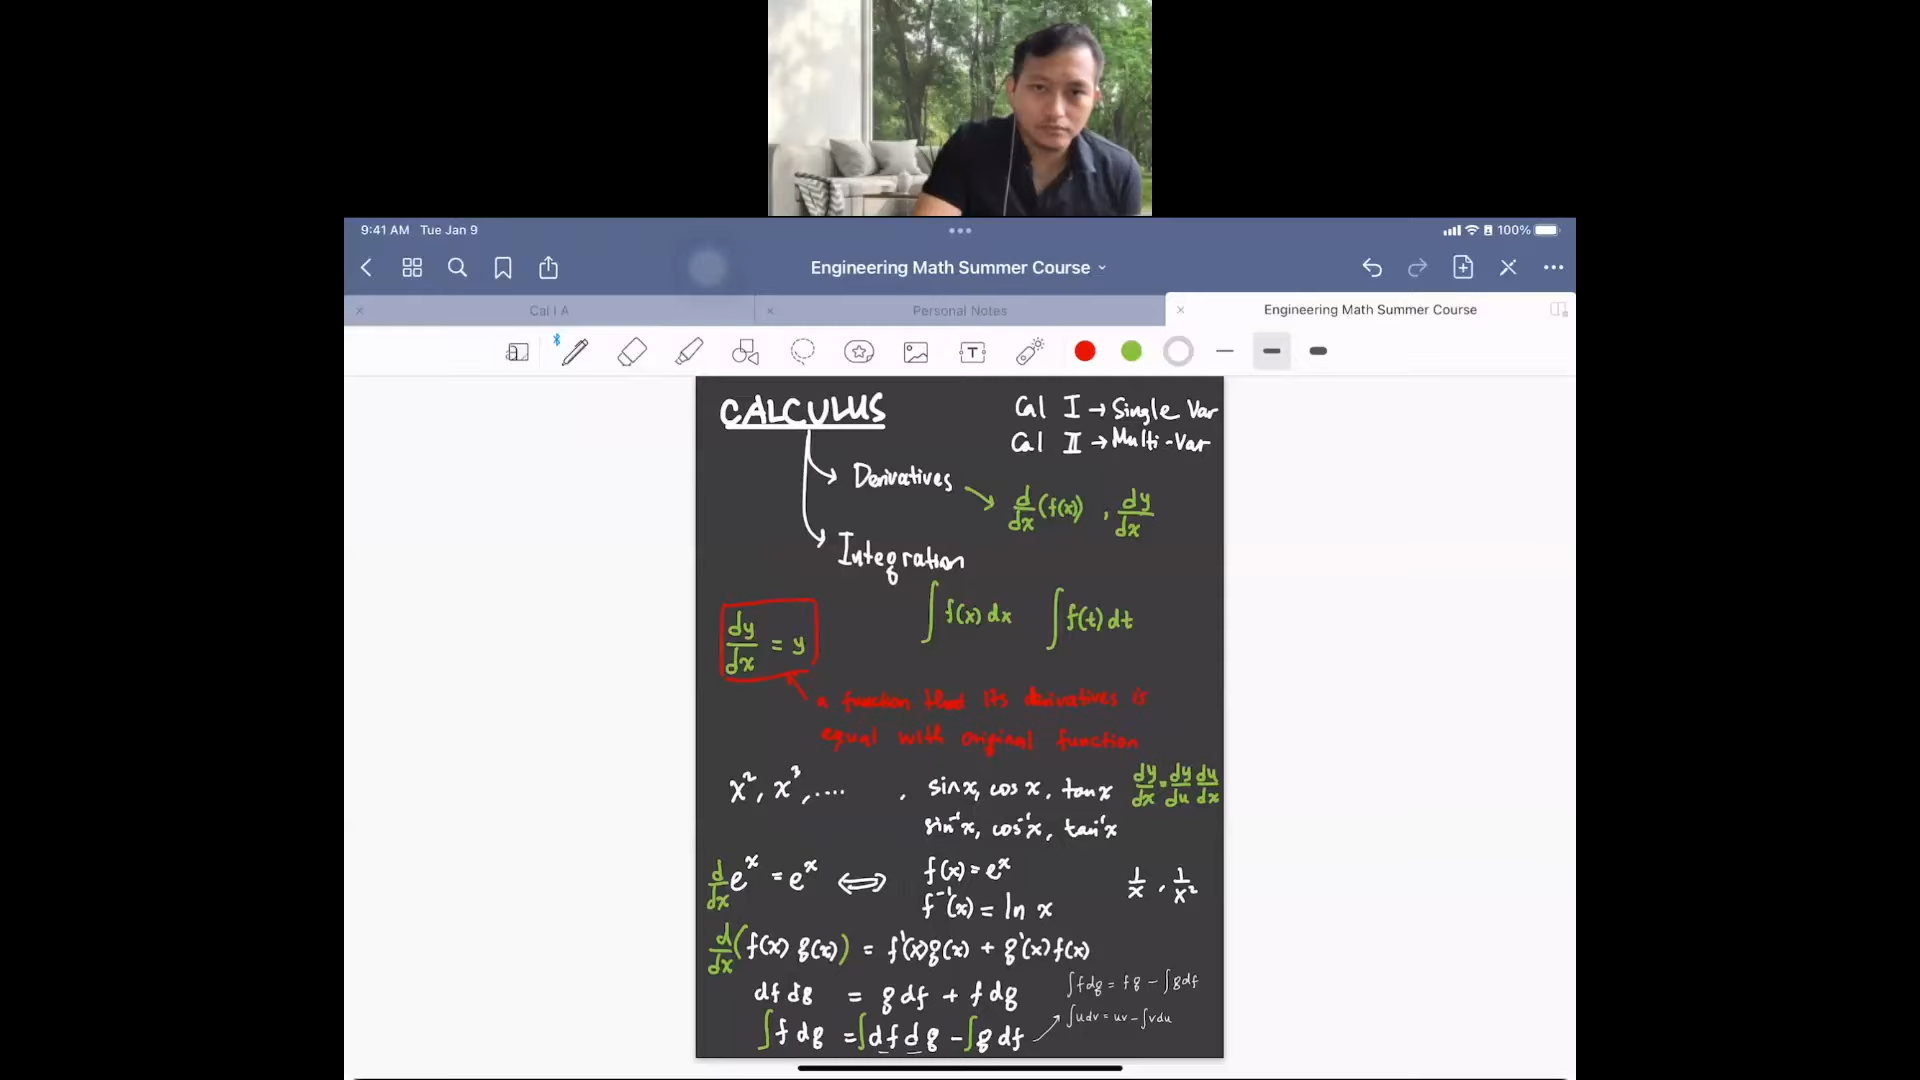 9:41 AM Tue Jan 9
100%
Engineering Math Summer Course
Cal I A
Personal Notes
Engineering Math Summer Course
T
CALCULUS
Cal I → Single Var
Cal II → Multi-Var
Derivatives
d/dx (f(x)) , dy/dx
Integration
∫ f(x) dx ∫ f(t) dt
dy/dx = y
a function that its derivatives is
equal with original function
x², x³, .... , sin x, cos x, tan x dy/dx = dy/du du/dx
sin⁻¹x, cos⁻¹x, tan⁻¹x
d/dx eˣ = eˣ ⟺ f(x) = eˣ 1/x , 1/x²
f⁻¹(x) = ln x
d/dx (f(x) g(x)) = f'(x)g(x) + g'(x)f(x)
df dg = g df + f dg
∫ f dg = fg − ∫ g df
∫ u dv = uv − ∫ v du
∫ f dg = ∫ df dg − ∫ g df